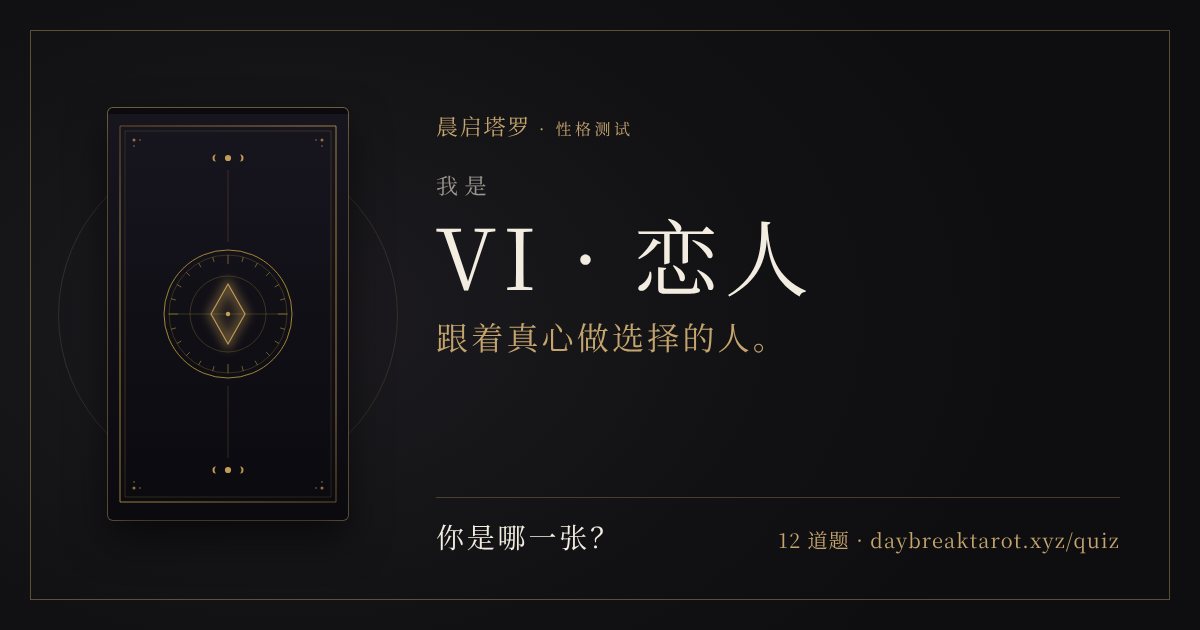 晨启塔罗 · 性格测试
我是
VI · 恋人
跟着真心做选择的人。
你是哪一张？
12 道题 · daybreaktarot.xyz/quiz